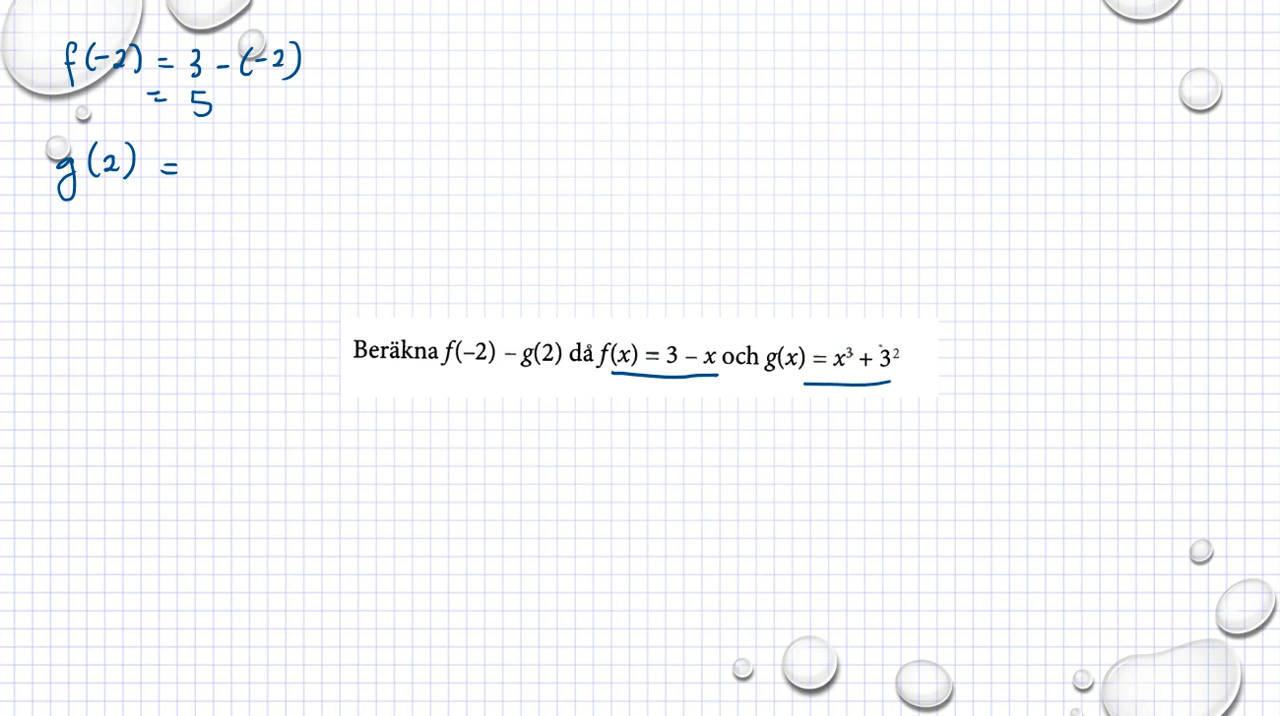 f(-2) = 3 - (-2)
= 5
g(2) =
Beräkna f(–2) – g(2) då f(x) = 3 – x och g(x) = x³ + 3²